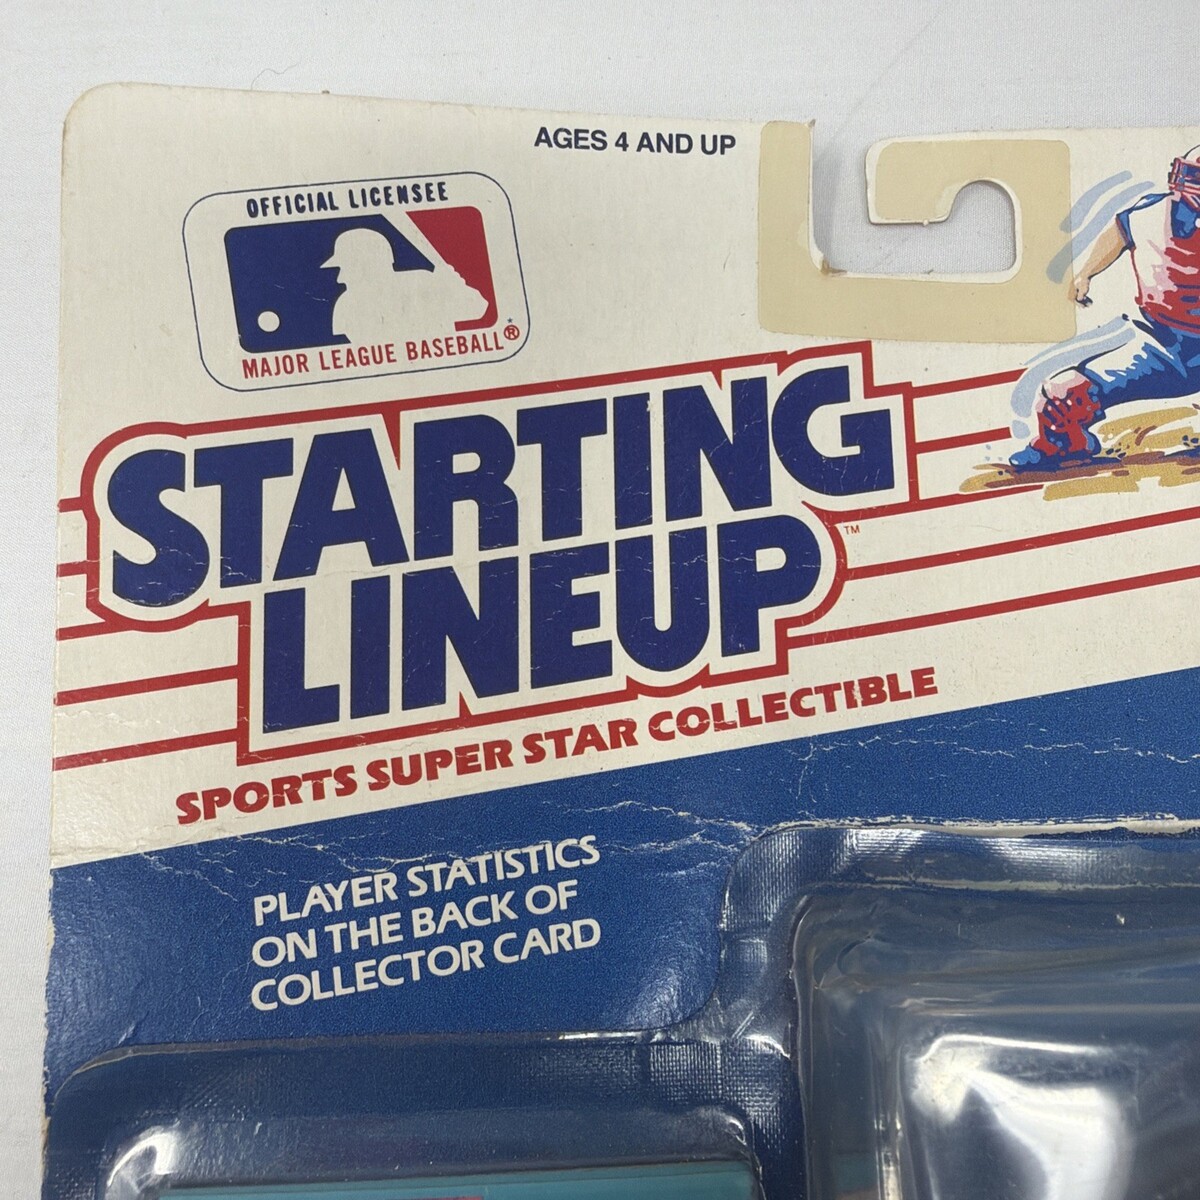 AGES 4 AND UP
OFFICIAL LICENSEE
MAJOR LEAGUE BASEBALL®
STARTING
LINEUP™
SPORTS SUPER STAR COLLECTIBLE
PLAYER STATISTICS
ON THE BACK OF
COLLECTOR CARD